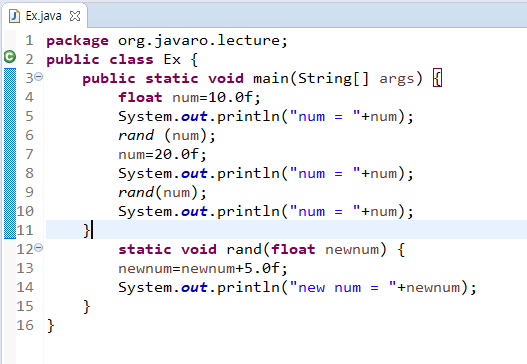 Ex.java
1 package org.javaro.lecture;
2 public class Ex {
3 public static void main(String[] args) {
4 float num=10.0f;
5 System.out.println("num = "+num);
6 rand (num);
7 num=20.0f;
8 System.out.println("num = "+num);
9 rand(num);
10 System.out.println("num = "+num);
11 }
12 static void rand(float newnum) {
13 newnum=newnum+5.0f;
14 System.out.println("new num = "+newnum);
15 }
16 }